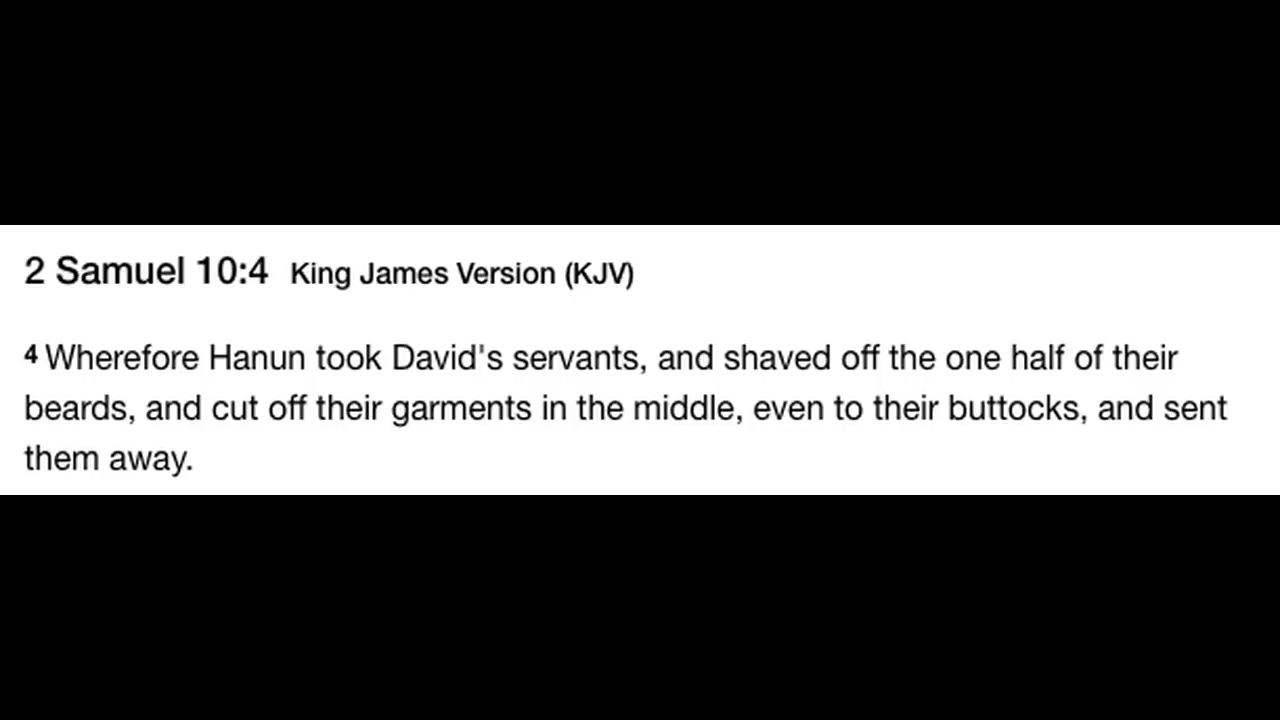 2 Samuel 10:4 King James Version (KJV)
4 Wherefore Hanun took David's servants, and shaved off the one half of their
beards, and cut off their garments in the middle, even to their buttocks, and sent
them away.